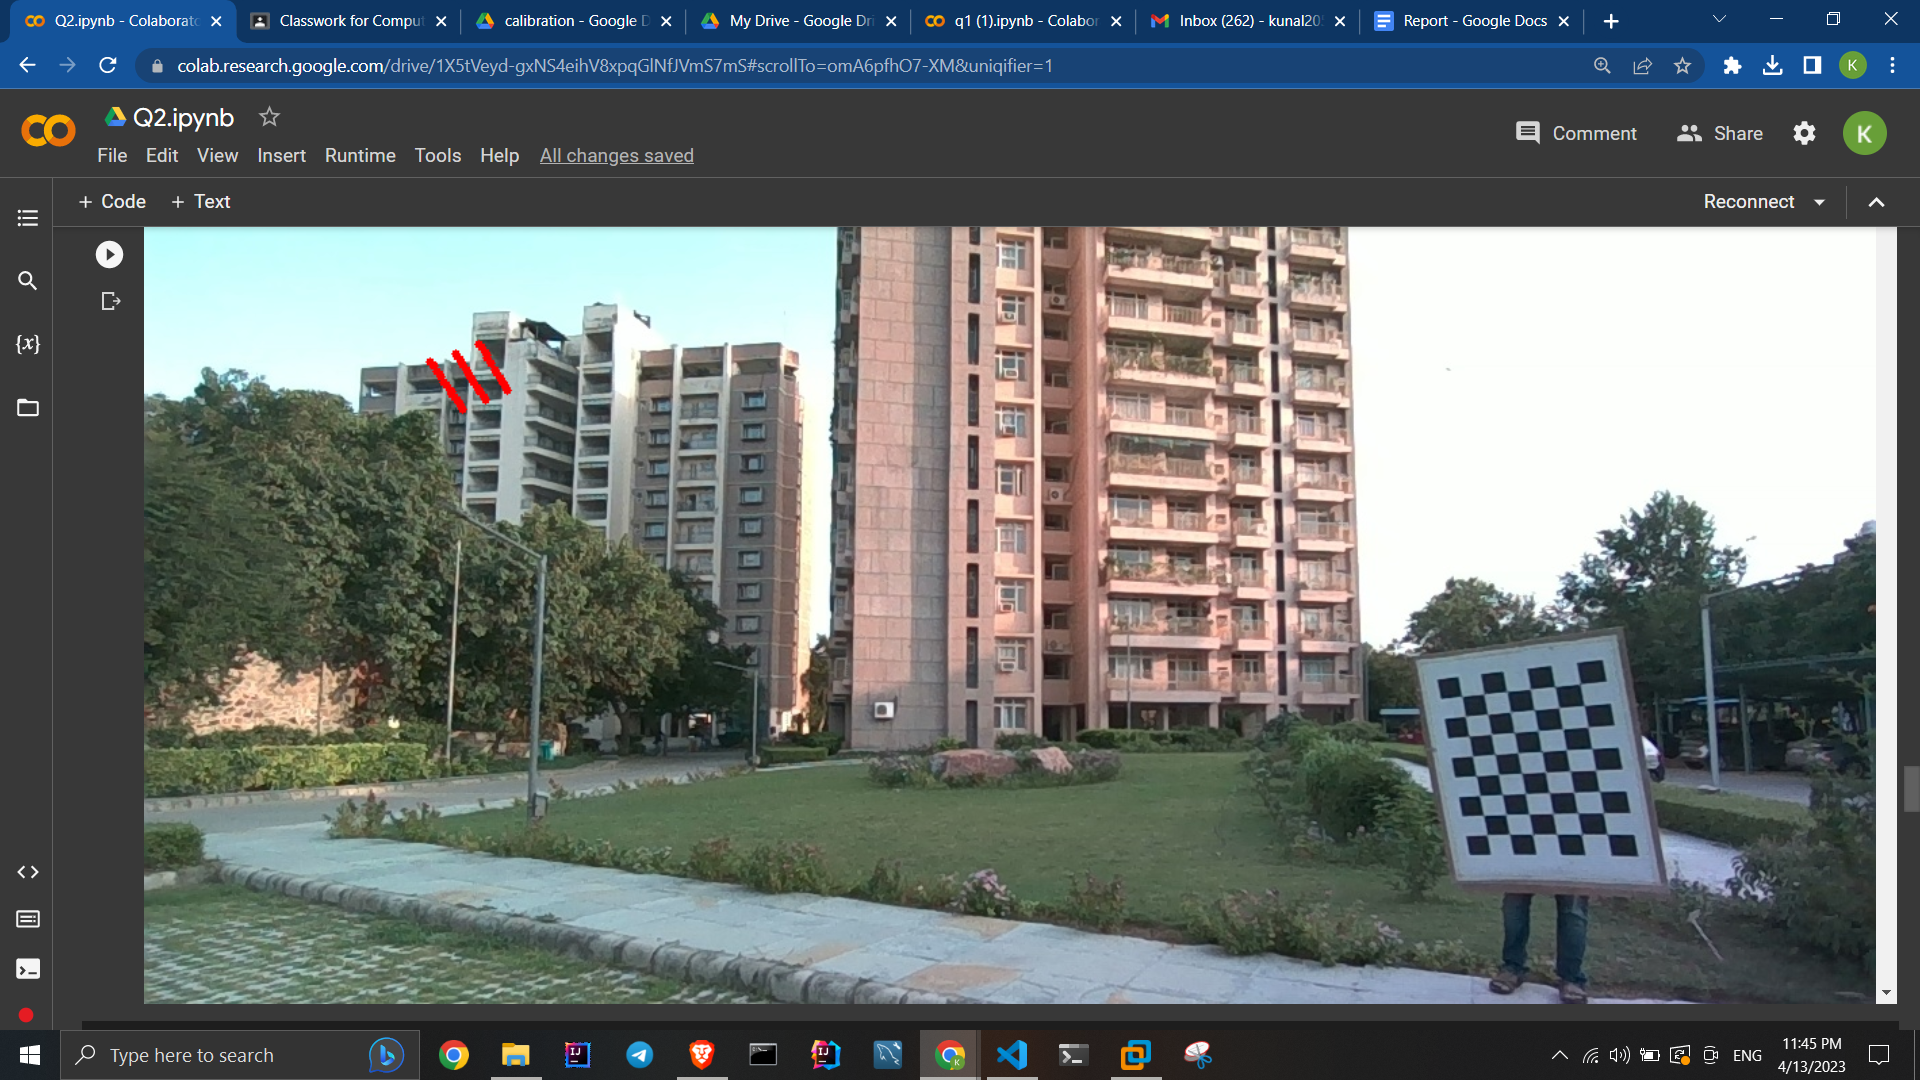 Q2.ipynb - Colaborato
Classwork for Comput
calibration - Google D
My Drive - Google Dri
q1 (1).ipynb - Colabor
Inbox (262) - kunal205
Report - Google Docs
colab.research.google.com/drive/1X5tVeyd-gxNS4eihV8xpqGlNfJVmS7mS#scrollTo=omA6pfhO7-XM&uniqifier=1
K
Q2.ipynb
Comment
Share
K
File Edit View Insert Runtime Tools Help All changes saved
+ Code + Text
Reconnect
{x}
Type here to search
ENG
11:45 PM
4/13/2023